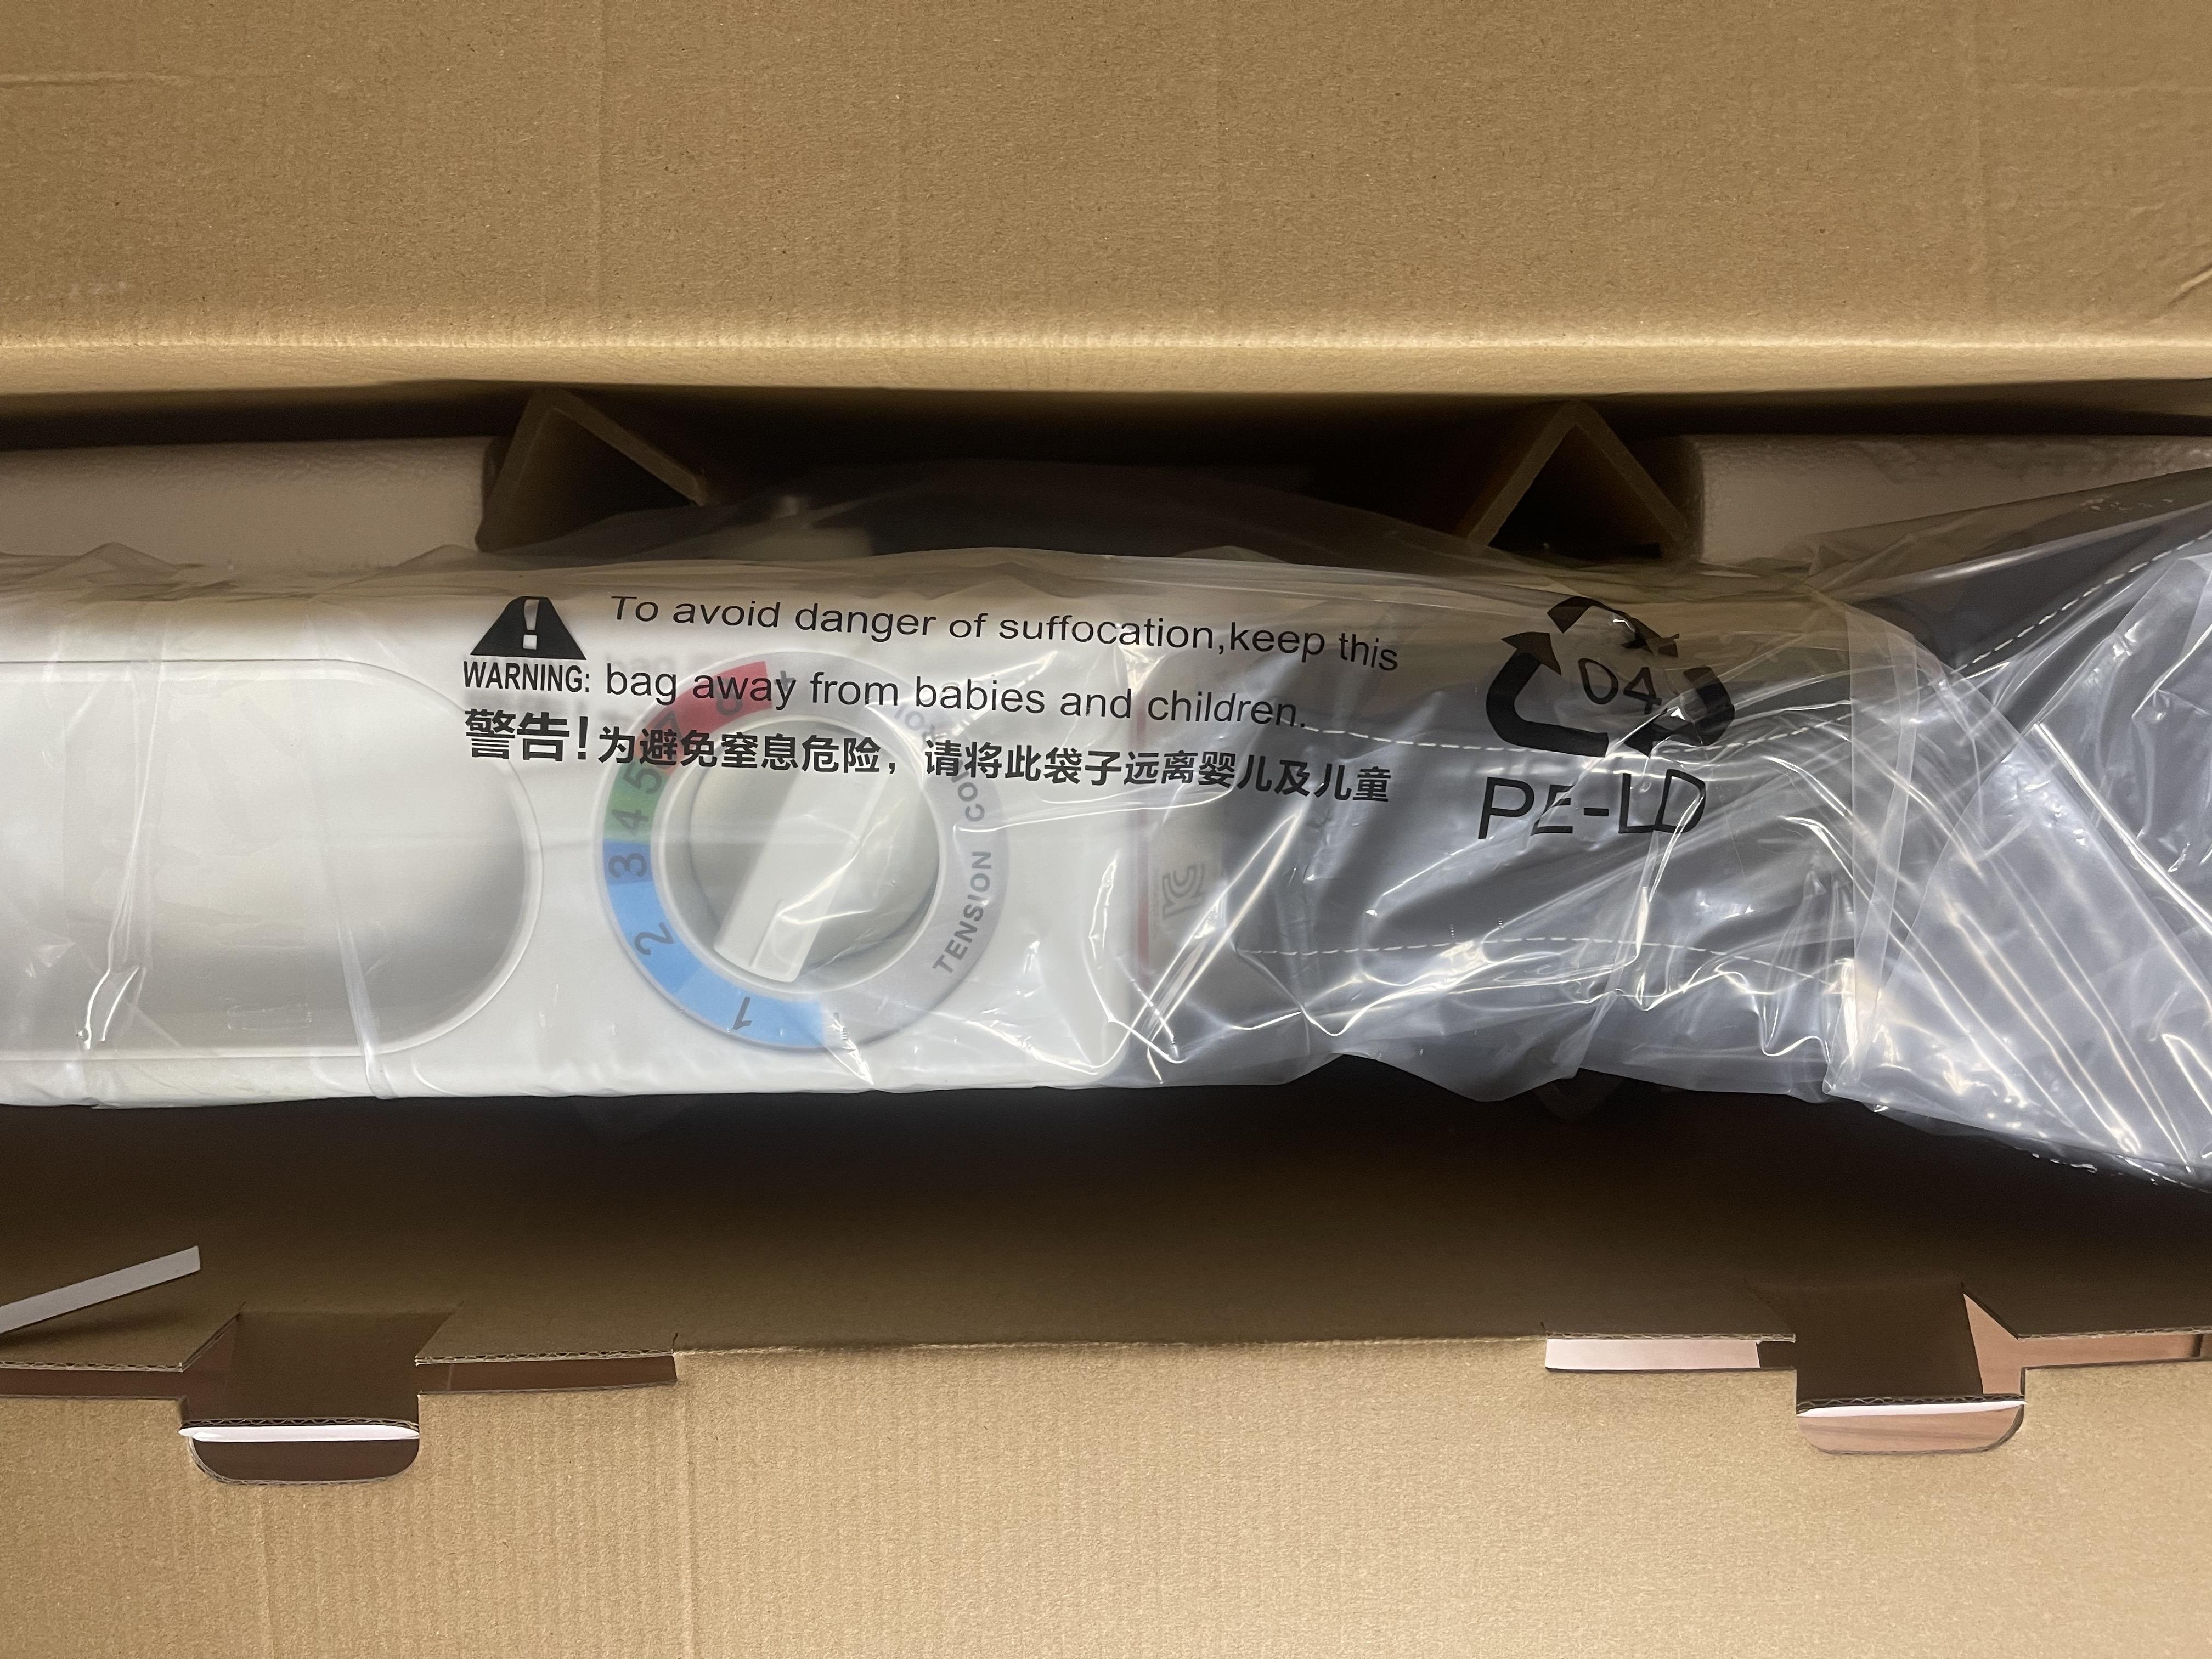 To avoid danger of suffocation,keep this
WARNING: bag away from babies and children.
警告!为避免窒息危险，请将此袋子远离婴儿及儿童
04
PE-LD
1
2
3
4
5
7
8
+
TENSION